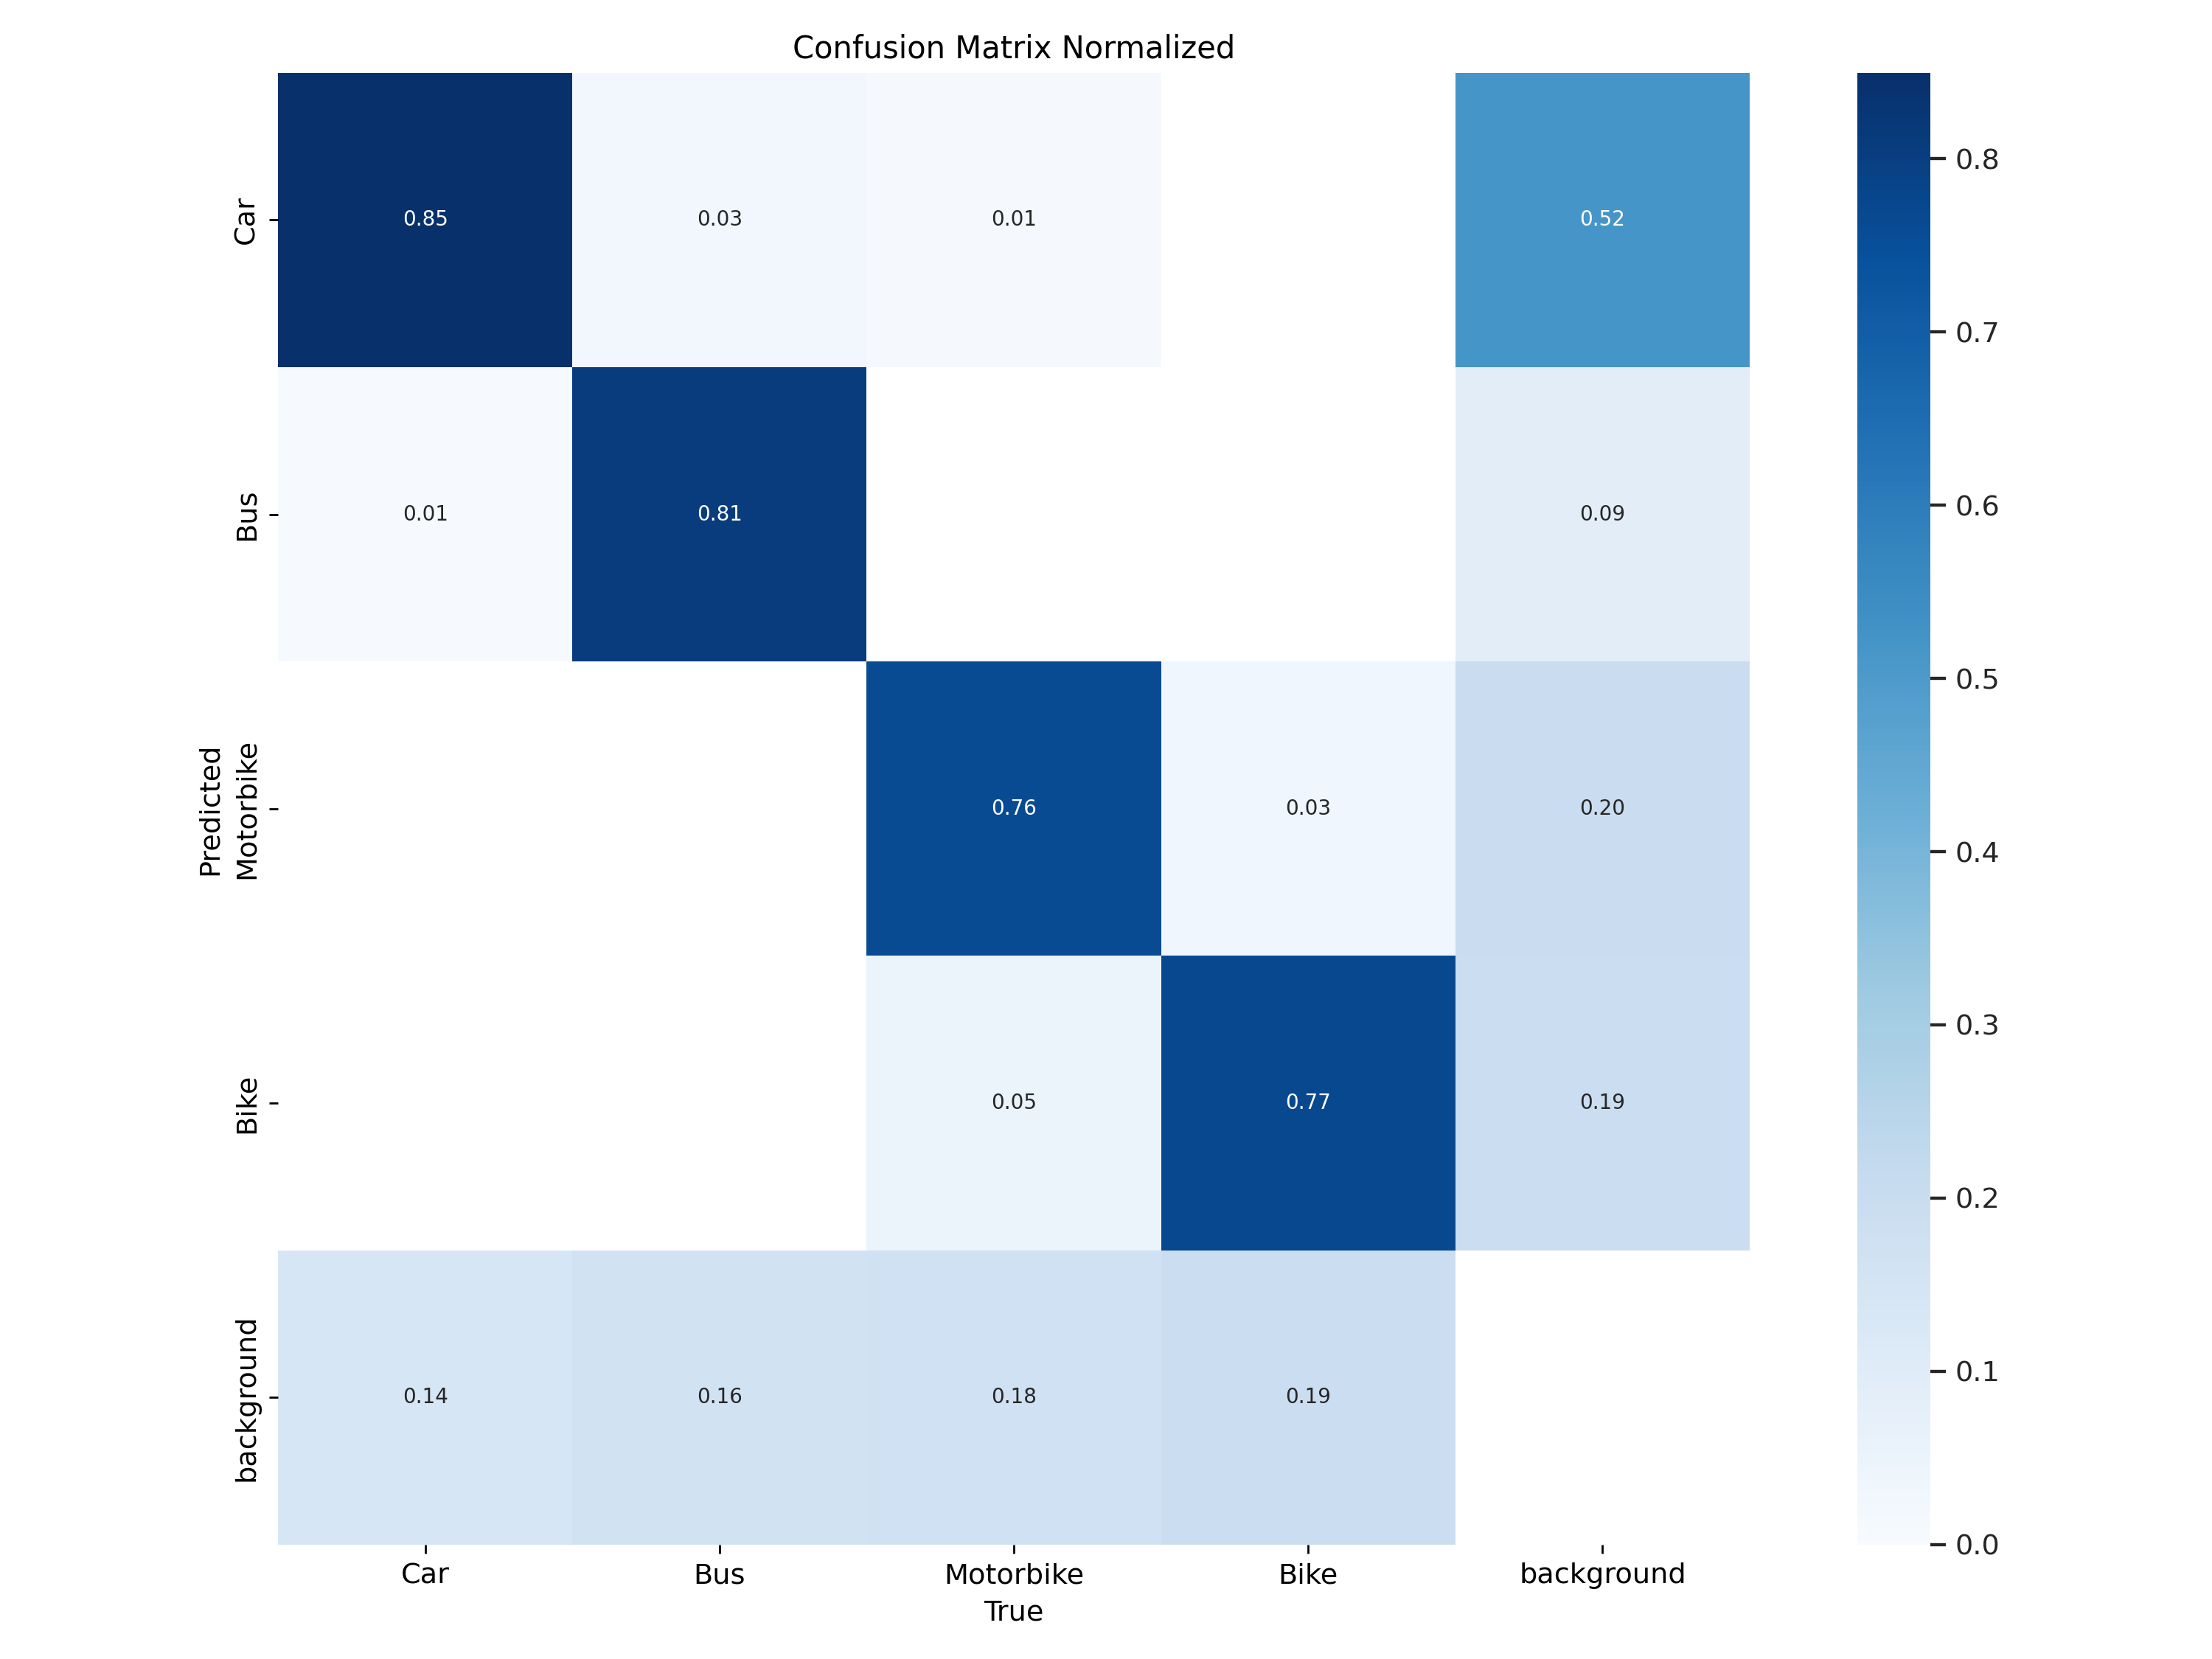 Confusion Matrix Normalized
Car
0.85
0.03
0.01
0.52
0.8
0.7
Bus
0.01
0.81
0.09
0.6
0.5
Predicted
Motorbike
0.76
0.03
0.20
0.4
0.3
Bike
0.05
0.77
0.19
0.2
0.1
background
0.14
0.16
0.18
0.19
0.0
Car
Bus
Motorbike
Bike
background
True